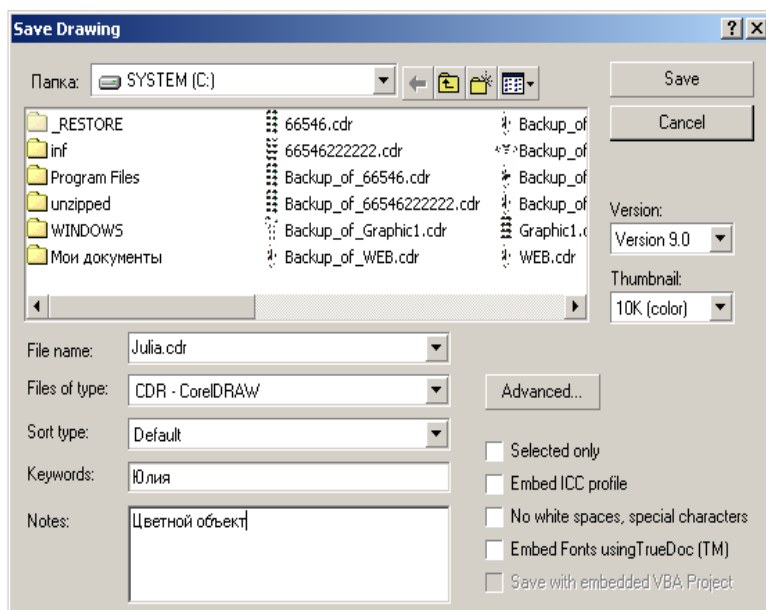 Save Drawing
Папка: SYSTEM (C:)
Save
_RESTORE 66546.cdr Backup_of
Cancel
inf 66546222222.cdr Backup_of
Program Files Backup_of_66546.cdr Backup_of
unzipped Backup_of_66546222222.cdr Backup_of
WINDOWS Backup_of_Graphic1.cdr Graphic1.c
Мои документы Backup_of_WEB.cdr WEB.cdr
Version:
Version 9.0
Thumbnail:
10K (color)
File name: Julia.cdr
Files of type: CDR - CorelDRAW
Advanced...
Sort type: Default
Selected only
Keywords: Юлия
Embed ICC profile
Notes: Цветной объект
No white spaces, special characters
Embed Fonts usingTrueDoc (TM)
Save with embedded VBA Project